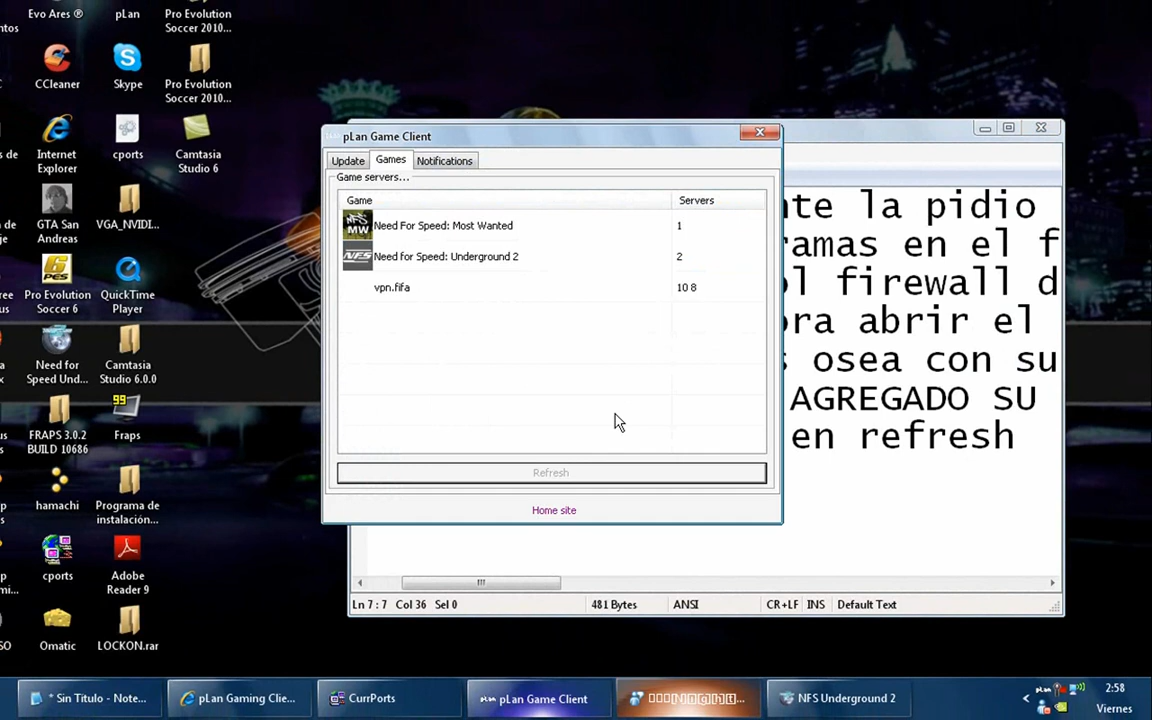 Evo Ares ®
pLan
Pro Evolution
Soccer 2010...
CCleaner
Skype
Pro Evolution
Soccer 2010...
Internet
Explorer
cports
Camtasia
Studio 6
GTA San
Andreas
VGA_NVIDI...
Pro Evolution
Soccer 6
QuickTime
Player
Need for
Speed Und...
Camtasia
Studio 6.0.0
99
FRAPS 3.0.2
BUILD 10686
Fraps
hamachi
Programa de
instalación...
cports
Adobe
Reader 9
Omatic
LOCKON.rar
pLan Game Client
Update
Games
Notifications
Game servers...
Game
Servers
NFS
MW
Need For Speed: Most Wanted
1
NFS
Need for Speed: Underground 2
2
vpn.fifa
10 8
Refresh
Home site
nte la pidio
ramas en el f
ol firewall d
ora abrir el
s osea con su
AGREGADO SU
en refresh
Ln 7 : 7 Col 36 Sel 0
481 Bytes
ANSI
CR+LF
INS
Default Text
* Sin Titulo - Note...
pLan Gaming Clie...
CurrPorts
pLan Game Client
NFS Underground 2
2:58
Viernes